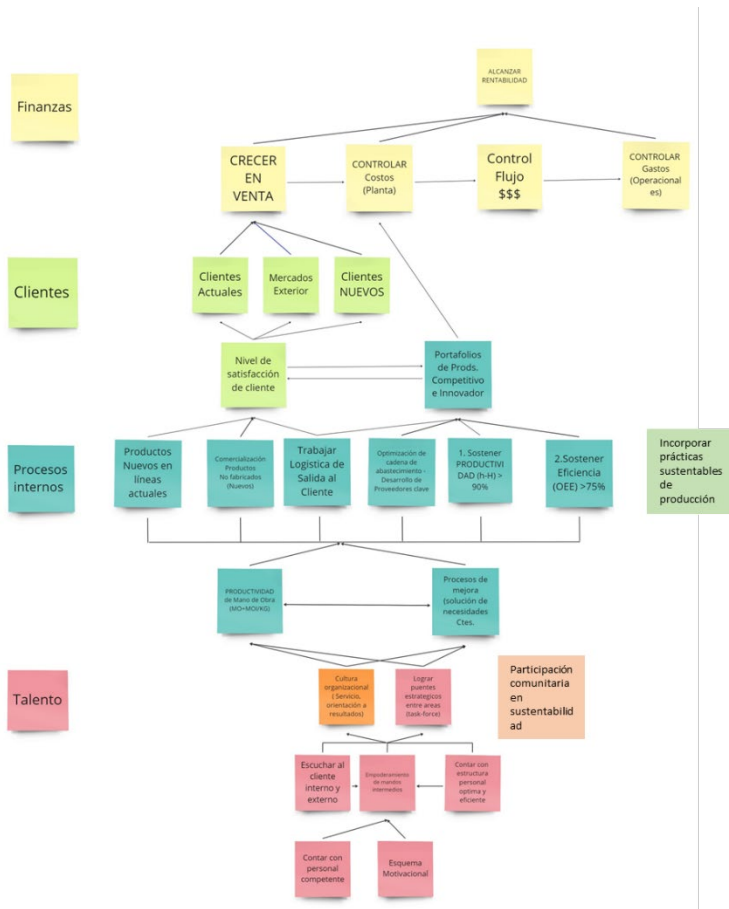 ALCANZAR
RENTABILIDAD
Finanzas
CRECER
EN
VENTA
CONTROLAR
Costos
(Planta)
Control
Flujo
$$$
CONTROLAR
Gastos
(Operacional
es)
Clientes
Clientes
Actuales
Mercados
Exterior
Clientes
NUEVOS
Nivel de
satisfacción
de cliente
Portafolios
de Prods.
Competitivo
e Innovador
Procesos
internos
Productos
Nuevos en
líneas
actuales
Comercialización
Productos
No fabricados
(Nuevos)
Trabajar
Logística de
Salida al
Cliente
Optimización de
cadena de
abastecimiento -
Desarrollo de
Proveedores clave
1. Sostener
PRODUCTIVI
DAD (h-H) >
90%
2.Sostener
Eficiencia
(OEE) >75%
Incorporar
prácticas
sustentables
de
producción
PRODUCTIVIDAD
de Mano de Obra
(MO+MOI/KG)
Procesos de
mejora
(solución de
necesidades
Ctes.
Talento
Cultura
organizacional
( Servicio,
orientación a
resultados)
Lograr
puentes
estrategicos
entre areas
(task-force)
Participación
comunitaria
en
sustentabilid
ad
Escuchar al
cliente
interno y
externo
Empoderamiento
de mandos
intermedios
Contar con
estructura
personal
optima y
eficiente
Contar con
personal
competente
Esquema
Motivacional